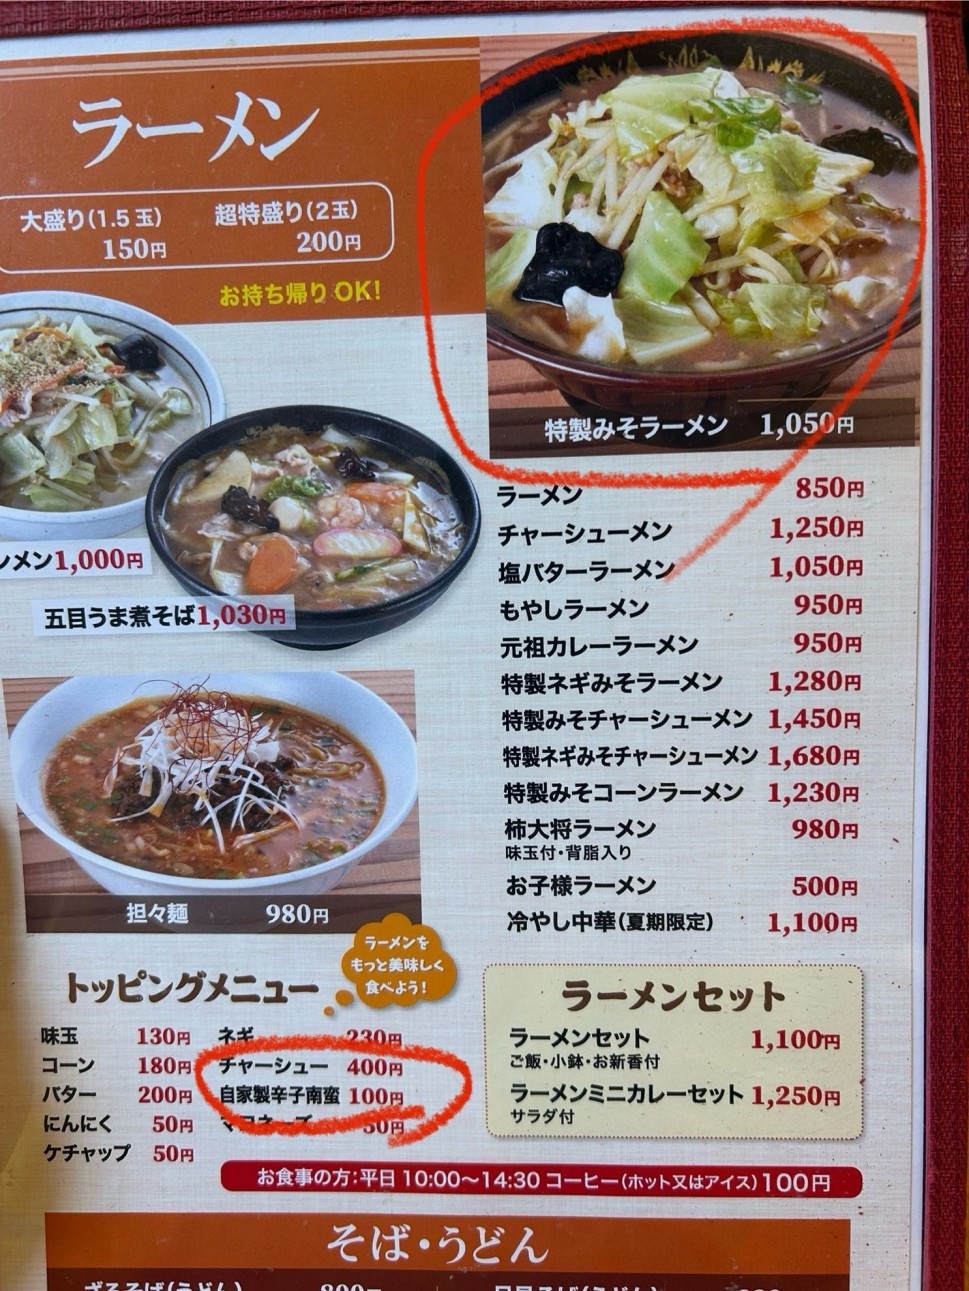 ラーメン
大盛り(1.5玉) 超特盛り(2玉)
150円 200円
お持ち帰りOK!
特製みそラーメン 1,050円
ンメン1,000円
五目うま煮そば1,030円
担々麺 980円
ラーメン 850円
チャーシューメン 1,250円
塩バターラーメン 1,050円
もやしラーメン 950円
元祖カレーラーメン 950円
特製ネギみそラーメン 1,280円
特製みそチャーシューメン 1,450円
特製ネギみそチャーシューメン 1,680円
特製みそコーンラーメン 1,230円
柿大将ラーメン 980円
味玉付・背脂入り
お子様ラーメン 500円
冷やし中華(夏期限定) 1,100円
ラーメンを
もっと美味しく
食べよう!
トッピングメニュー
味玉 130円 ネギ 230円
コーン 180円 チャーシュー 400円
バター 200円 自家製辛子南蛮 100円
にんにく 50円 マヨネーズ 50円
ケチャップ 50円
ラーメンセット
ラーメンセット 1,100円
ご飯・小鉢・お新香付
ラーメンミニカレーセット 1,250円
サラダ付
お食事の方:平日10:00～14:30 コーヒー(ホット又はアイス)100円
そば・うどん
ざるそば(うどん)